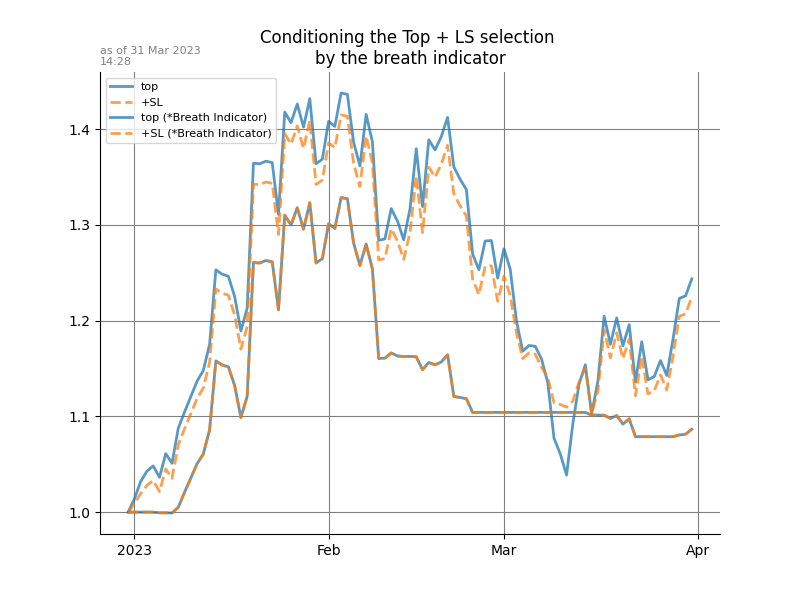 Conditioning the Top + LS selection
by the breath indicator
as of 31 Mar 2023
14:28
top
+SL
top (*Breath Indicator)
+SL (*Breath Indicator)
1.4
1.3
1.2
1.1
1.0
2023
Feb
Mar
Apr